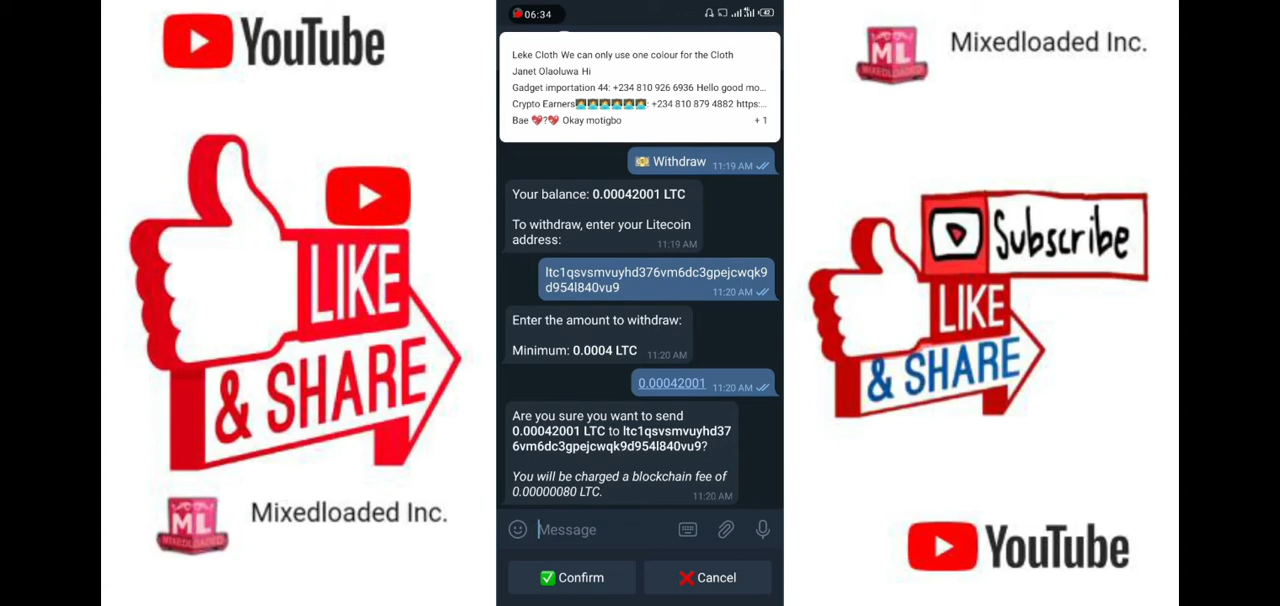 YouTube
LIKE
& SHARE
ML
MIXEDLOADED
Mixedloaded Inc.
06:34
42
Leke Cloth We can only use one colour for the Cloth
Janet Olaoluwa Hi
Gadget importation 44: +234 810 926 6936 Hello good mo...
Crypto Earners👩‍💻👩‍💻👩‍💻👩‍💻👩‍💻👩‍💻: +234 810 879 4882 https:...
Bae 💖?💖 Okay motigbo + 1
💴 Withdraw 11:19 AM
Your balance: 0.00042001 LTC
To withdraw, enter your Litecoin
address: 11:19 AM
ltc1qsvsmvuyhd376vm6dc3gpejcwqk9
d954l840vu9 11:20 AM
Enter the amount to withdraw:
Minimum: 0.0004 LTC 11:20 AM
0.00042001 11:20 AM
Are you sure you want to send
0.00042001 LTC to ltc1qsvsmvuyhd37
6vm6dc3gpejcwqk9d954l840vu9?
You will be charged a blockchain fee of
0.00000080 LTC. 11:20 AM
Message
✅ Confirm ❌ Cancel
ML
MIXEDLOADED
Mixedloaded Inc.
Subscribe
LIKE
& SHARE
YouTube